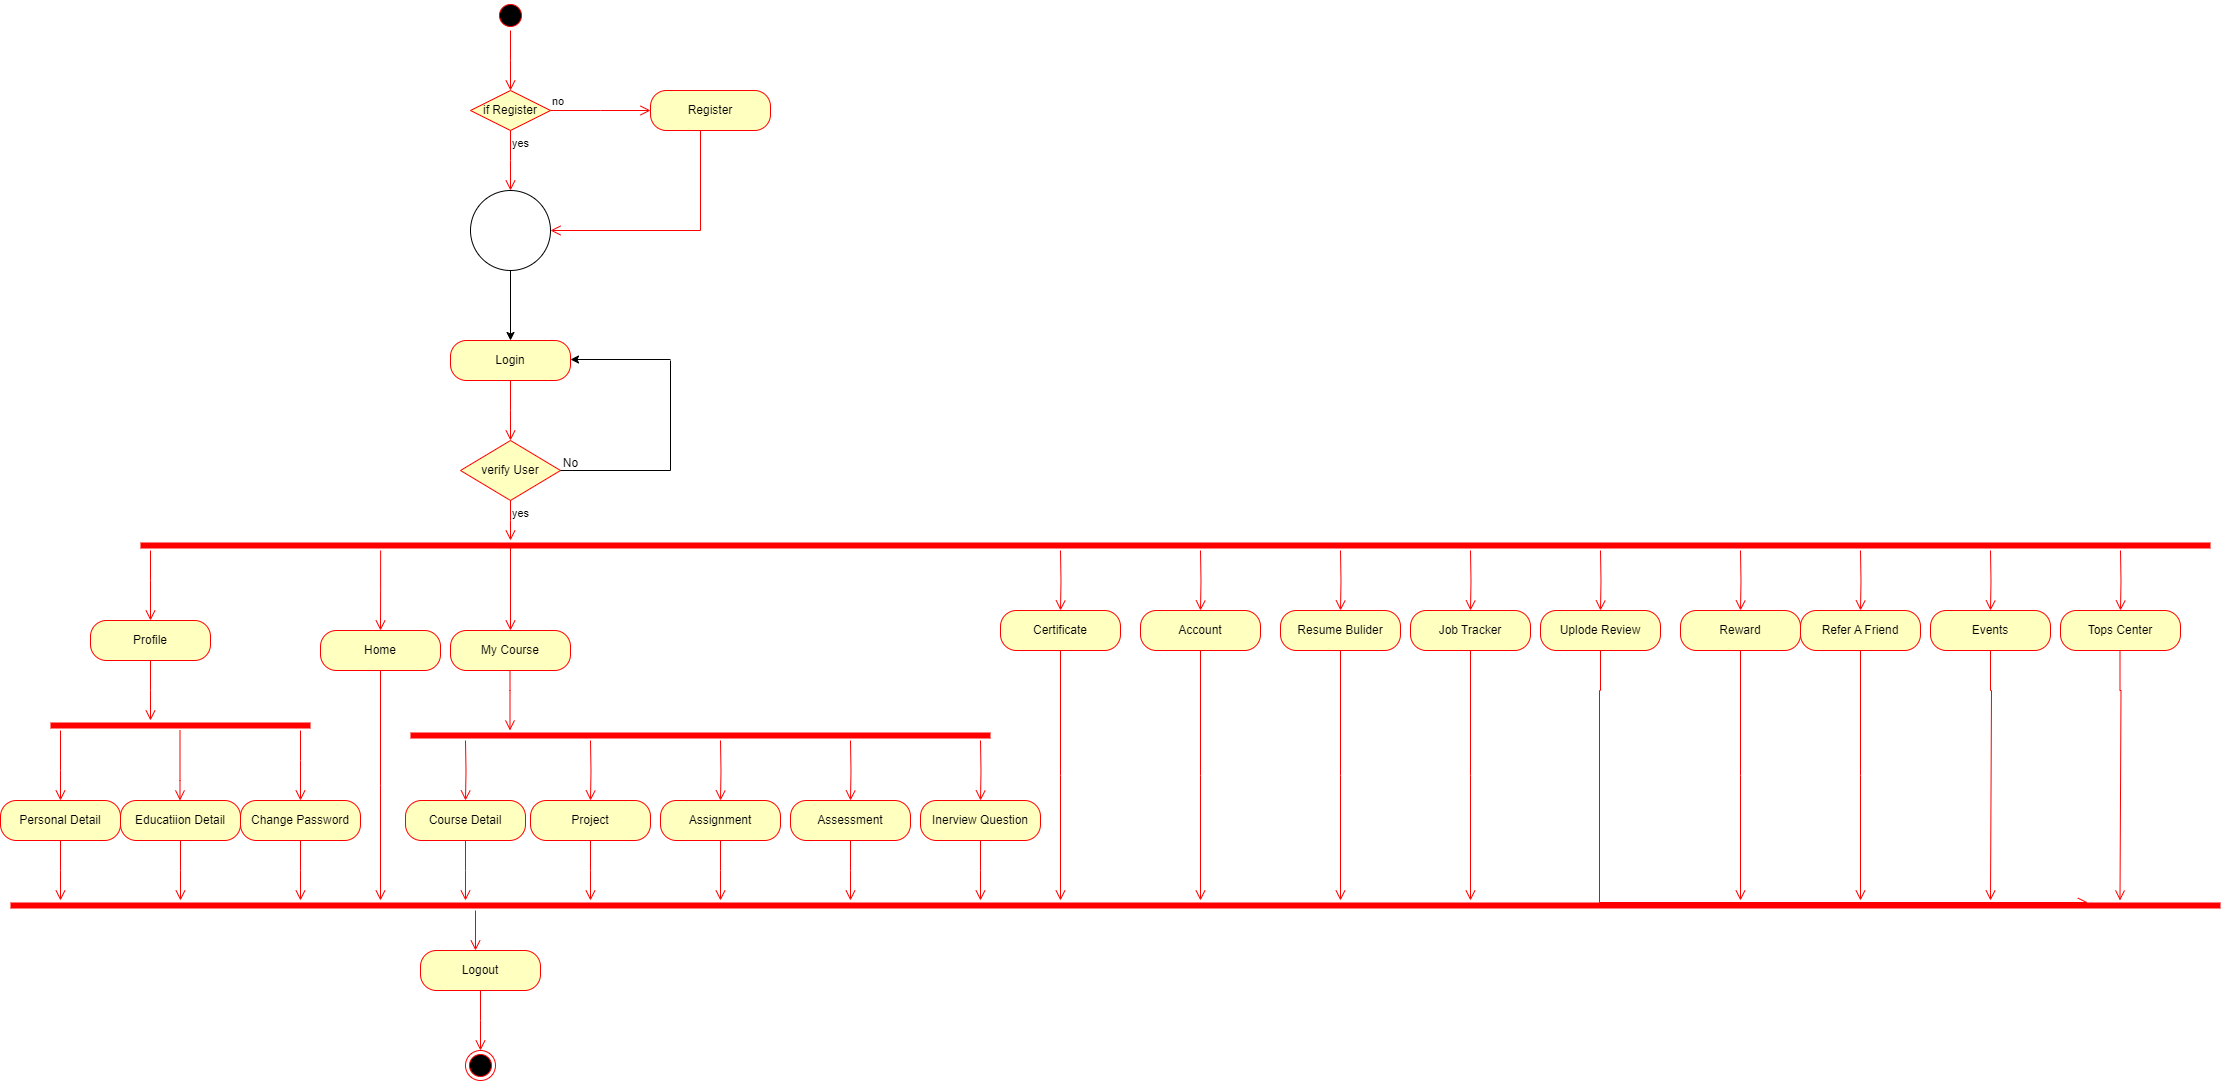 if Register
no
Register
yes
Login
verify User
No
yes
Profile
Home
My Course
Certificate
Account
Resume Bulider
Job Tracker
Uplode Review
Reward
Refer A Friend
Events
Tops Center
Personal Detail
Educatiion Detail
Change Password
Course Detail
Project
Assignment
Assessment
Inerview Question
Logout